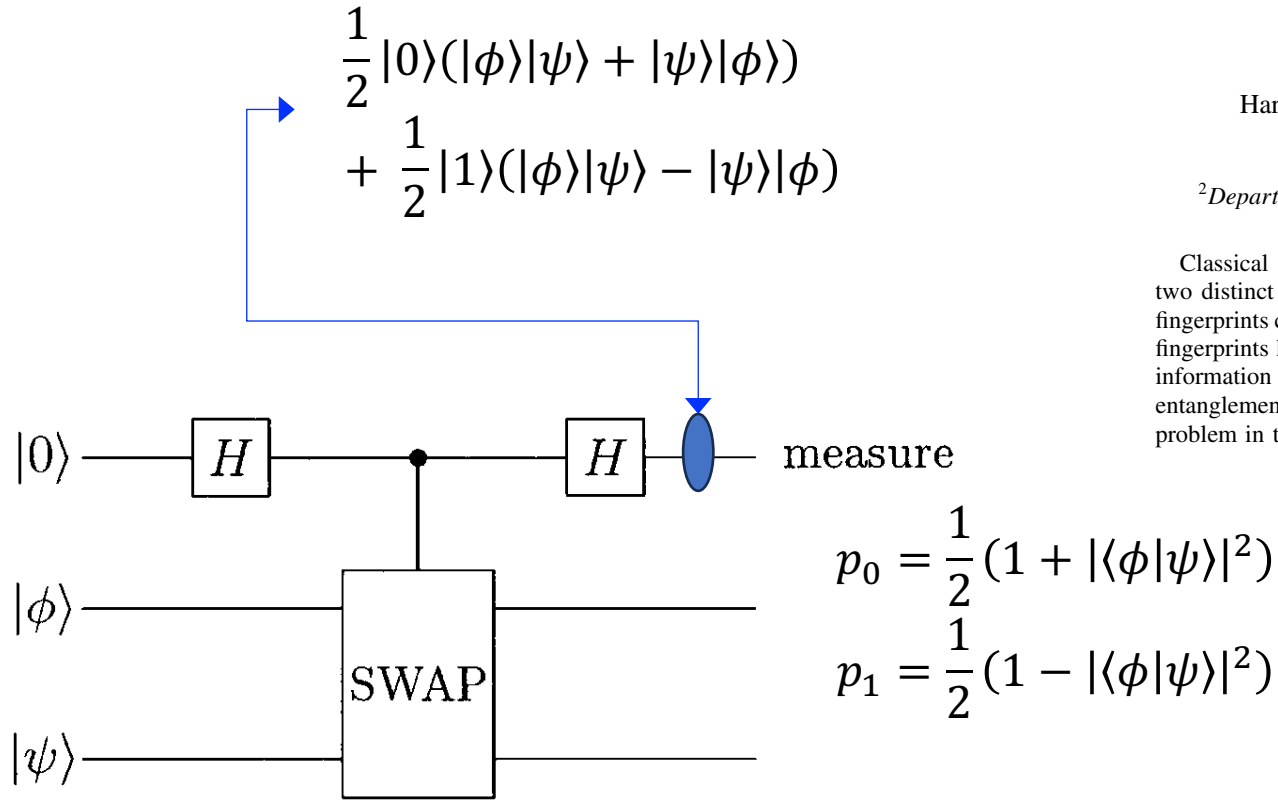 1/2 |0⟩(|ϕ⟩|ψ⟩ + |ψ⟩|ϕ⟩)
+ 1/2 |1⟩(|ϕ⟩|ψ⟩ − |ψ⟩|ϕ)
Har
²Depart
Classical
two distinct
fingerprints
fingerprints
information
entanglemen
problem in t
|0⟩ H H measure
p₀ = 1/2 (1 + |⟨ϕ|ψ⟩|²)
|ϕ⟩
p₁ = 1/2 (1 − |⟨ϕ|ψ⟩|²)
SWAP
|ψ⟩